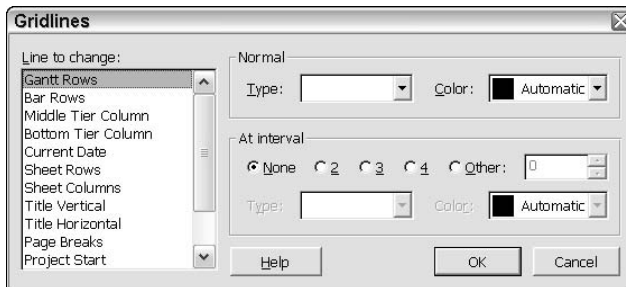 Gridlines
Line to change:
Gantt Rows
Bar Rows
Middle Tier Column
Bottom Tier Column
Current Date
Sheet Rows
Sheet Columns
Title Vertical
Title Horizontal
Page Breaks
Project Start
Normal
Type:
Color: Automatic
At interval
None 2 3 4 Other: 0
Type:
Color: Automatic
Help
OK
Cancel